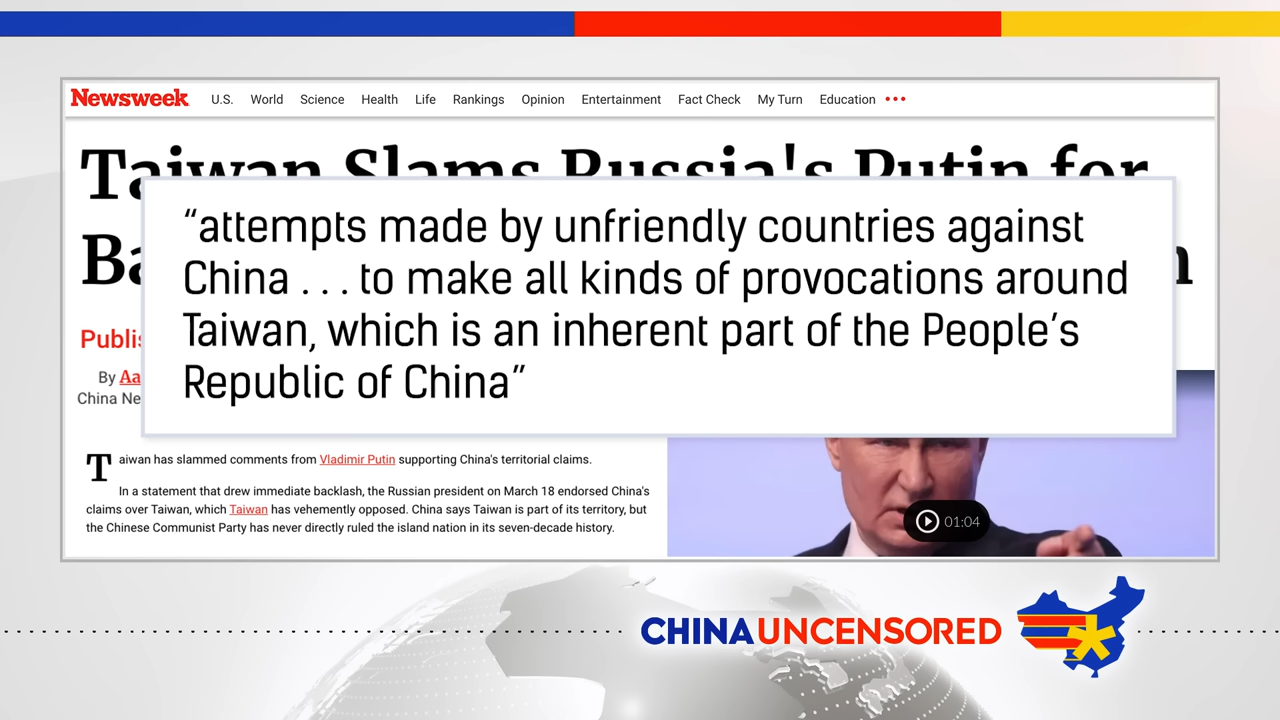 Newsweek U.S. World Science Health Life Rankings Opinion Entertainment Fact Check My Turn Education •••
Taiwan Slams Russia's Putin for
“attempts made by unfriendly countries against
China . . . to make all kinds of provocations around
Taiwan, which is an inherent part of the People’s
Republic of China”
By
China
Taiwan has slammed comments from Vladimir Putin supporting China's territorial claims.
In a statement that drew immediate backlash, the Russian president on March 18 endorsed China's
claims over Taiwan, which Taiwan has vehemently opposed. China says Taiwan is part of its territory, but
the Chinese Communist Party has never directly ruled the island nation in its seven-decade history.
01:04
CHINA UNCENSORED